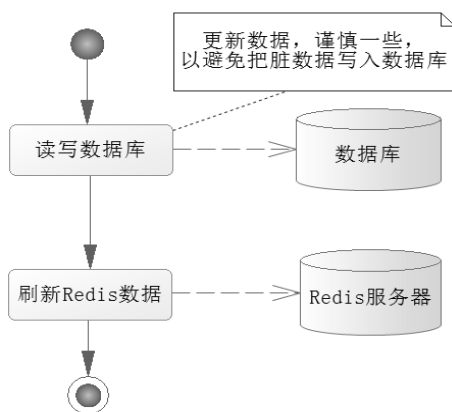 更新数据，谨慎一些，
以避免把脏数据写入数据库
读写数据库
数据库
刷新Redis数据
Redis服务器